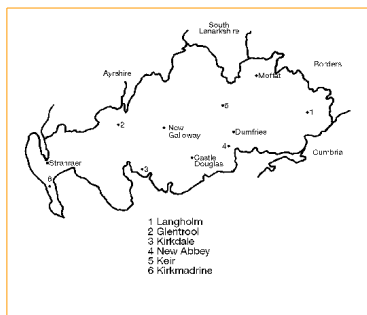 South
Lanarkshire
Ayrshire
Moffat
Borders
5
1
2
New
Galloway
Dumfries
4
Cumbria
Castle
Douglas
Stranraer
3
6
1 Langholm
2 Glentrool
3 Kirkdale
4 New Abbey
5 Keir
6 Kirkmadrine